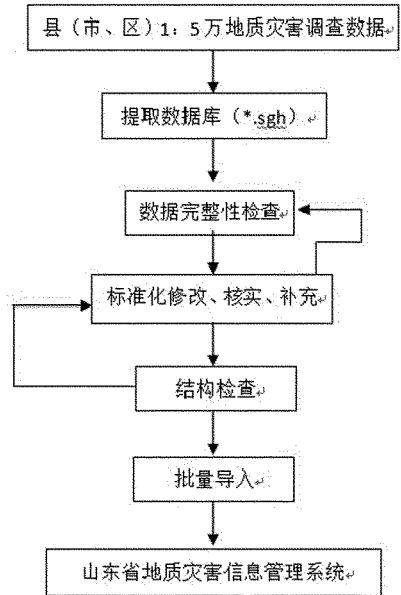 县（市、区）1：5万地质灾害调查数据
提取数据库（*.sgh）
数据完整性检查
标准化修改、核实、补充
结构检查
批量导入
山东省地质灾害信息管理系统